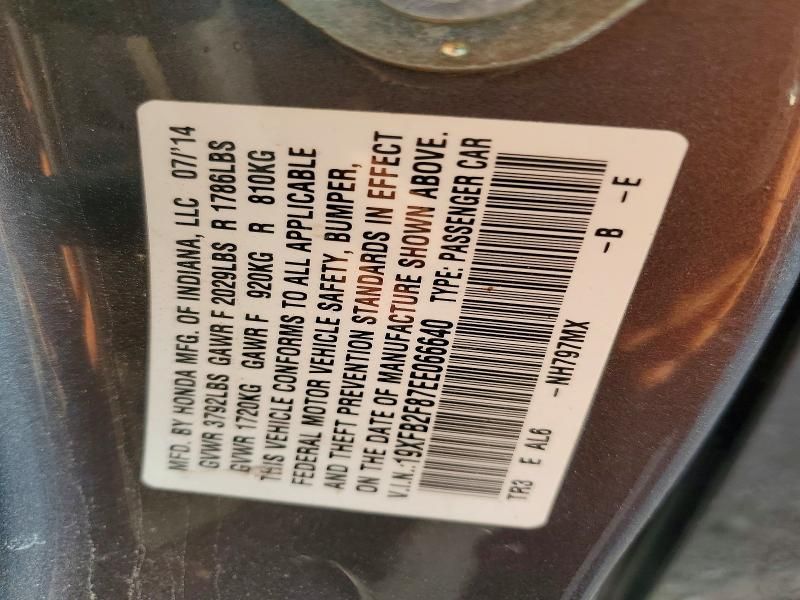 MFD. BY HONDA MFG. OF INDIANA, LLC 07/'14
GVWR 3792LBS GAWR F 2029LBS R 1786LBS
GVWR 1720KG GAWR F 920KG R 810KG
THIS VEHICLE CONFORMS TO ALL APPLICABLE
FEDERAL MOTOR VEHICLE SAFETY, BUMPER,
AND THEFT PREVENTION STANDARDS IN EFFECT
ON THE DATE OF MANUFACTURE SHOWN ABOVE.
V.I.N.:19XFB2F87EE066640 TYPE: PASSENGER CAR
TR3 E AL6 -NH797MX -B -E